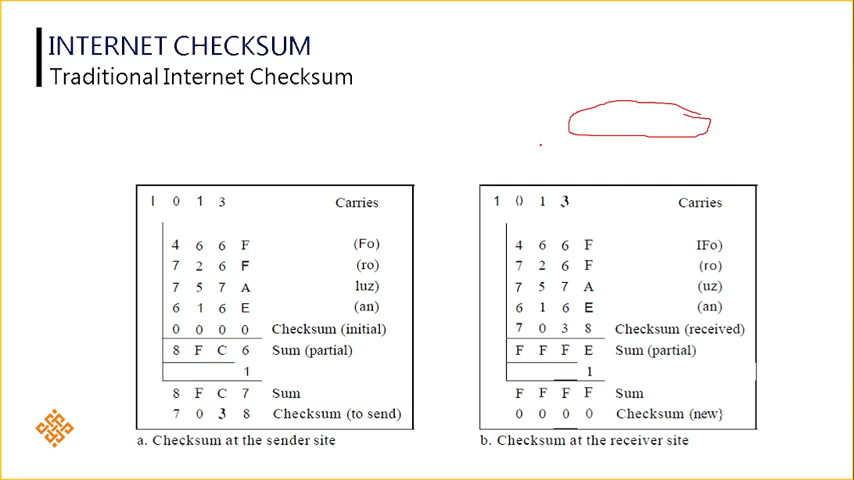 INTERNET CHECKSUM
Traditional Internet Checksum
1 0 1 3 Carries
4 6 6 F (Fo)
7 2 6 F (ro)
7 5 7 A luz)
6 1 6 E (an)
0 0 0 0 Checksum (initial)
8 F C 6 Sum (partial)
1
8 F C 7 Sum
7 0 3 8 Checksum (to send)
a. Checksum at the sender site
1 0 1 3 Carries
4 6 6 F IFo)
7 2 6 F (ro)
7 5 7 A (uz)
6 1 6 E (an)
7 0 3 8 Checksum (received)
F F F E Sum (partial)
1
F F F F Sum
0 0 0 0 Checksum (new}
b. Checksum at the receiver site